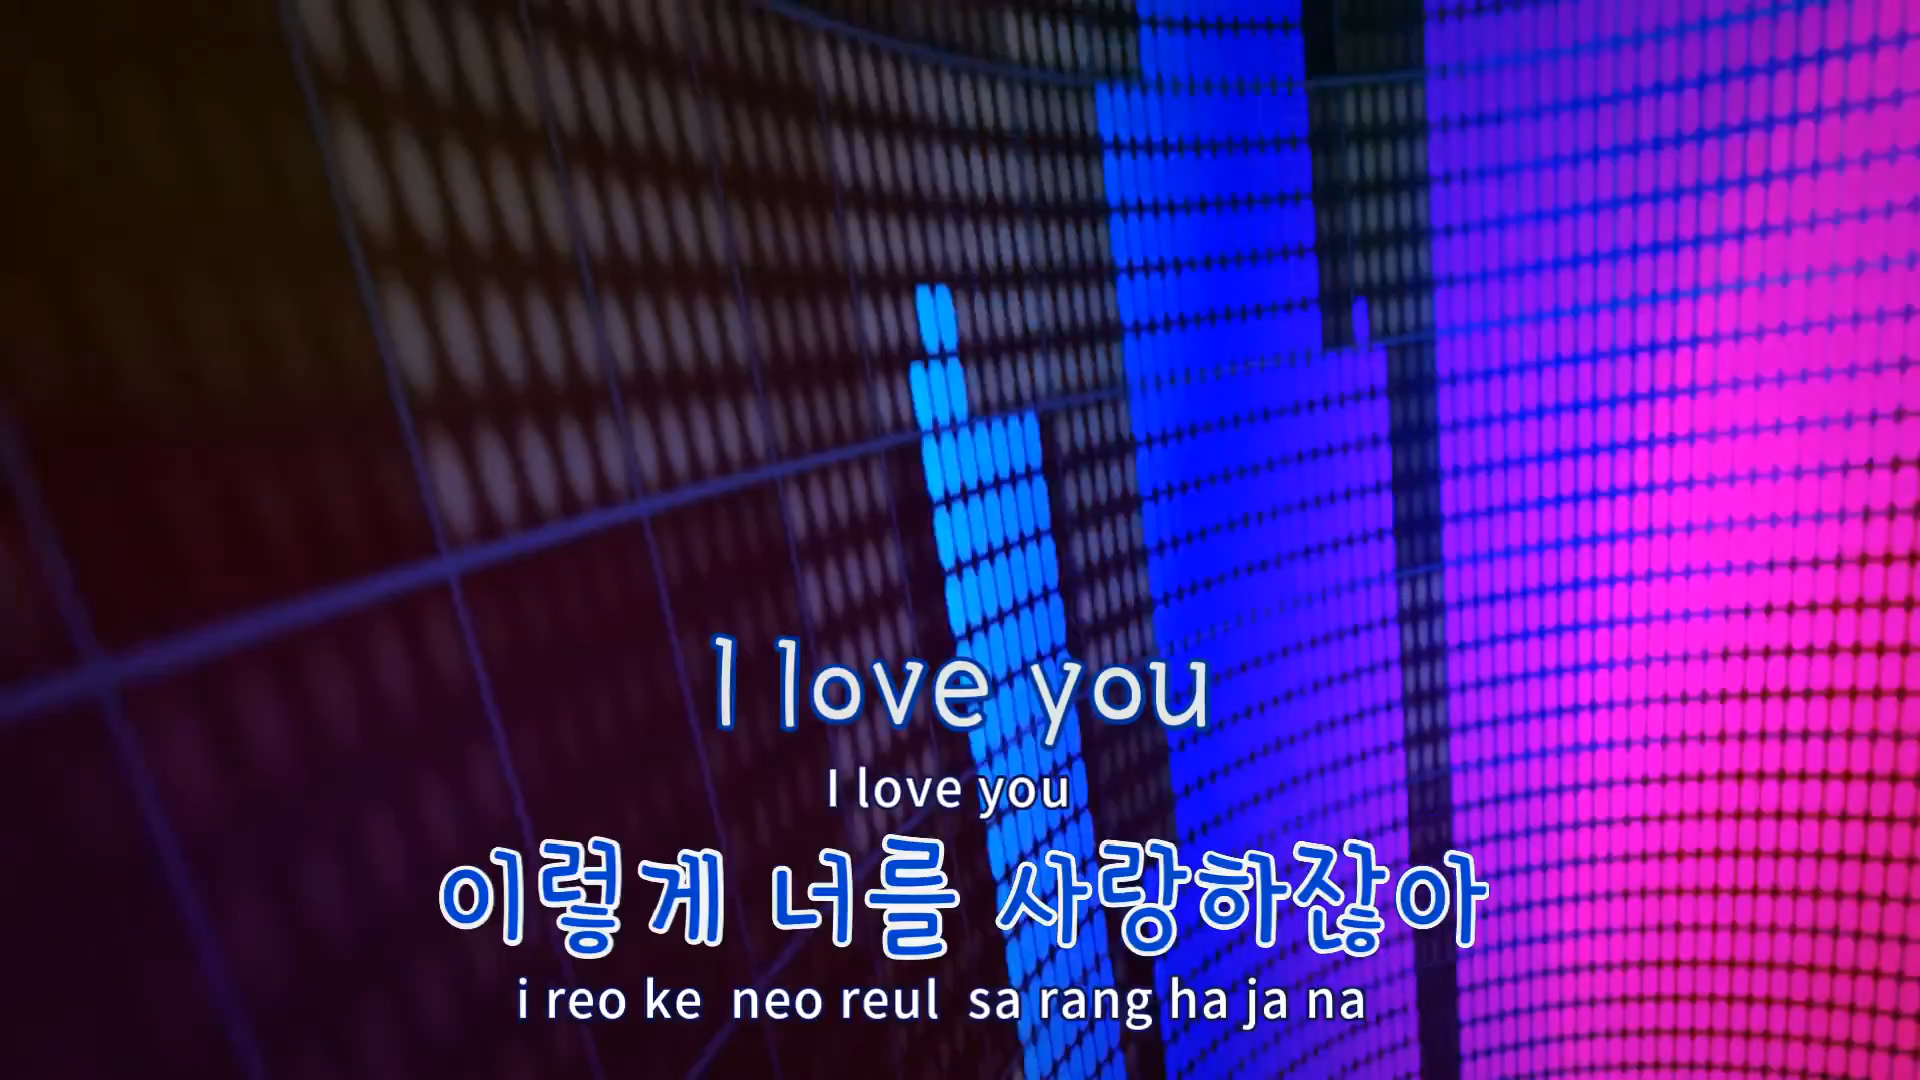 I love you
I love you
이렇게 너를 사랑하잖아
i reo ke neo reul sa rang ha ja na